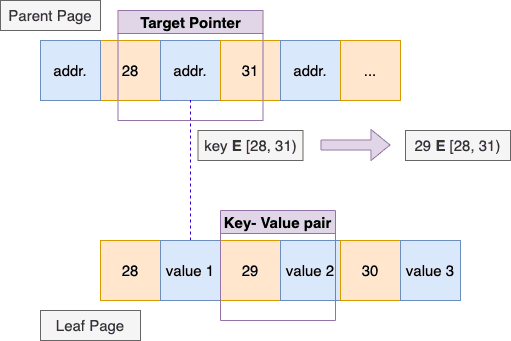 Parent Page
Target Pointer
addr. 28 addr. 31 addr. ...
key E [28, 31)
29 E [28, 31)
Key- Value pair
28 value 1 29 value 2 30 value 3
Leaf Page